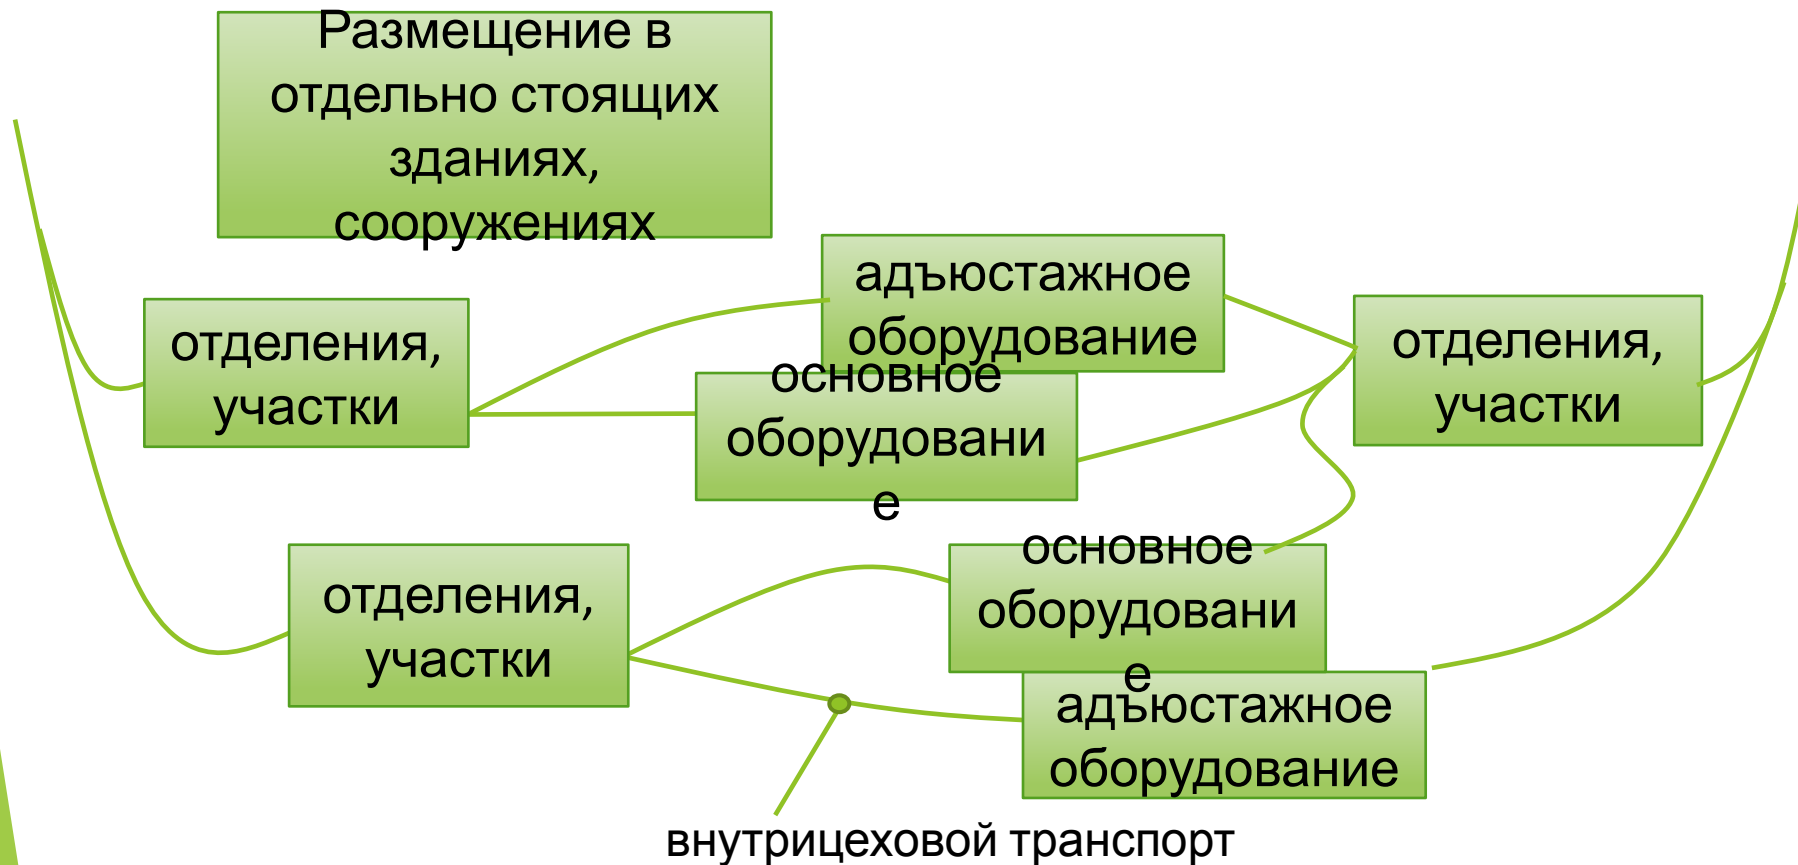 Размещение в
отдельно стоящих
зданиях,
сооружениях
отделения,
участки
адъюстажное
оборудование
основное
оборудовани
е
отделения,
участки
отделения,
участки
основное
оборудовани
е
адъюстажное
оборудование
внутрицеховой транспорт